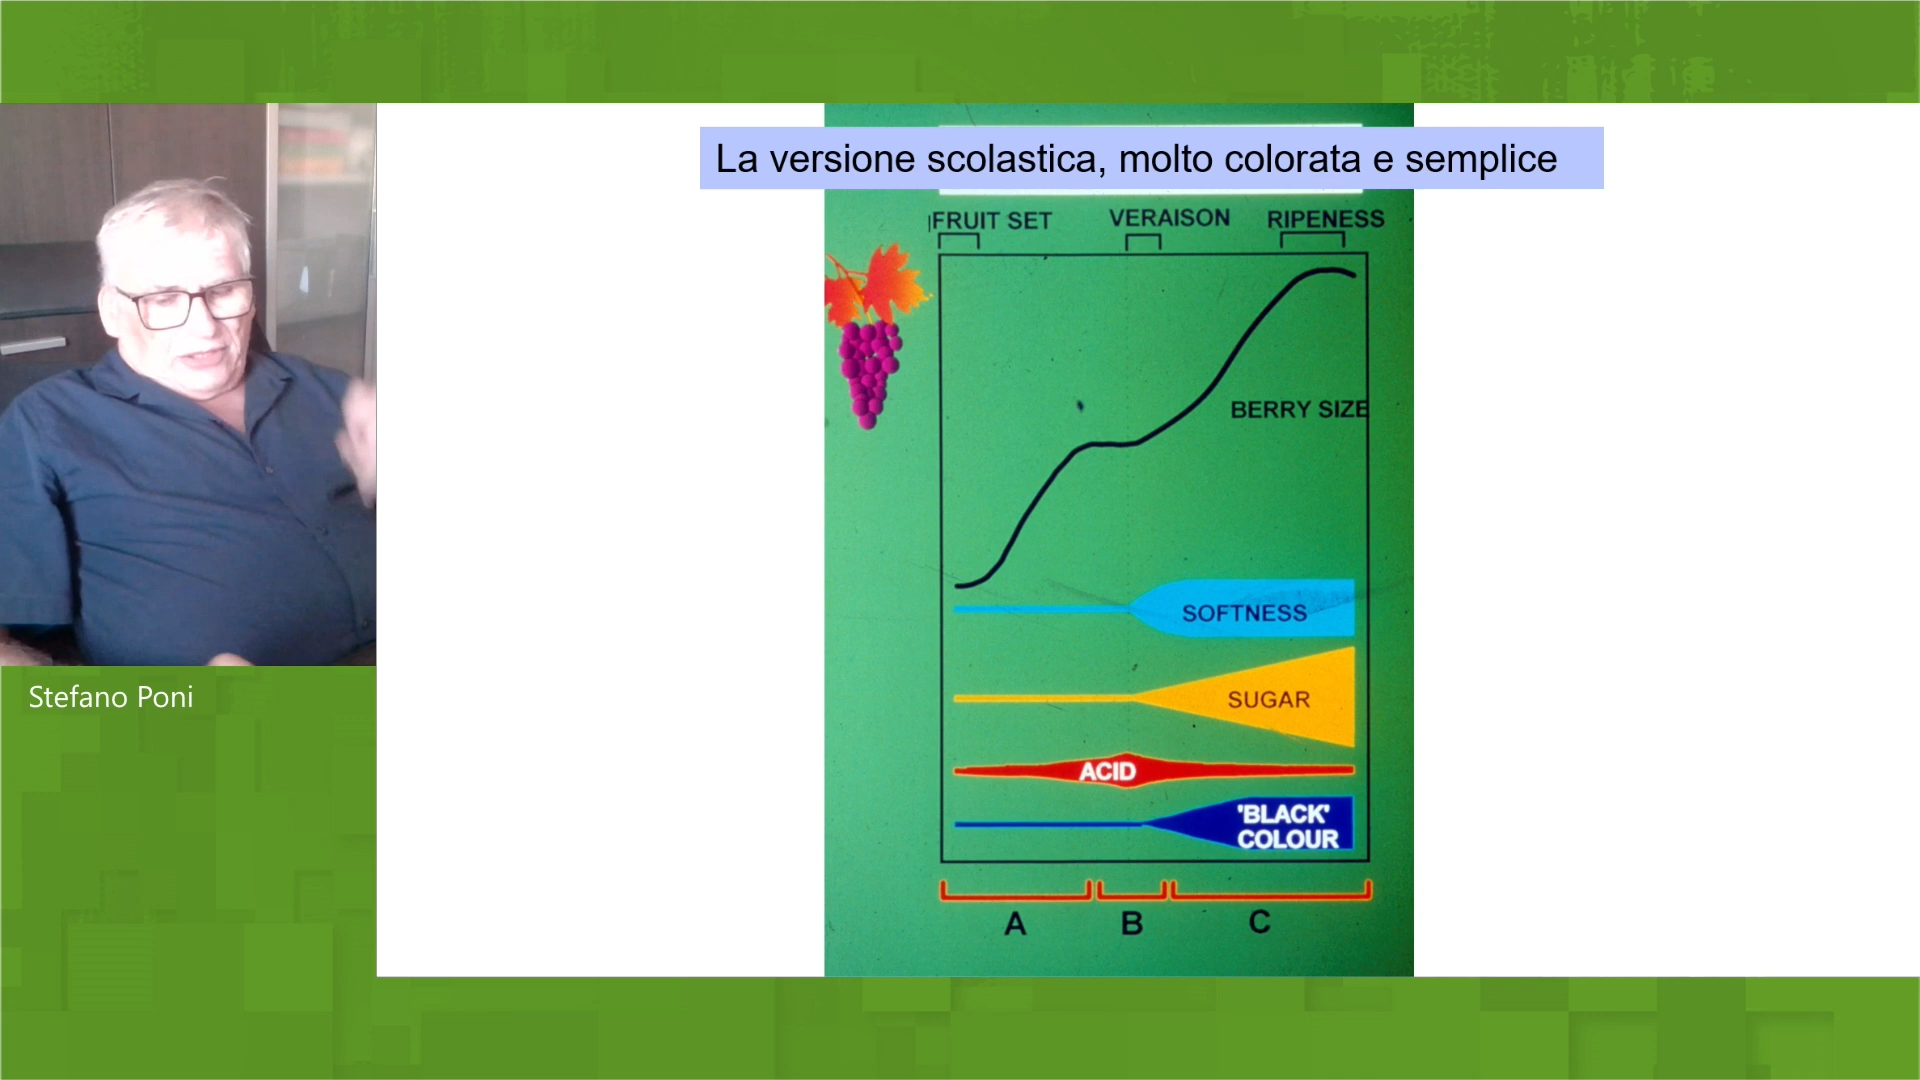 La versione scolastica, molto colorata e semplice
FRUIT SET VERAISON RIPENESS
BERRY SIZE
SOFTNESS
SUGAR
ACID
'BLACK'
COLOUR
A B C
Stefano Poni